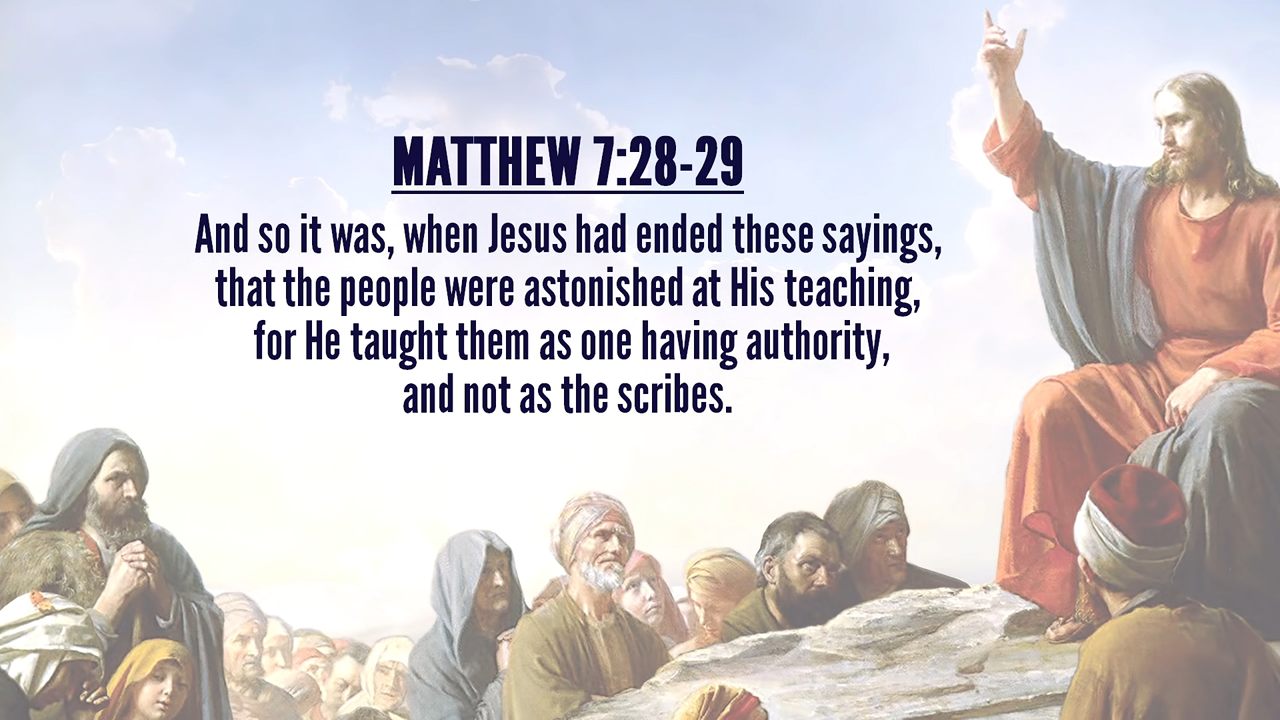 MATTHEW 7:28-29
And so it was, when Jesus had ended these sayings,
that the people were astonished at His teaching,
for He taught them as one having authority,
and not as the scribes.